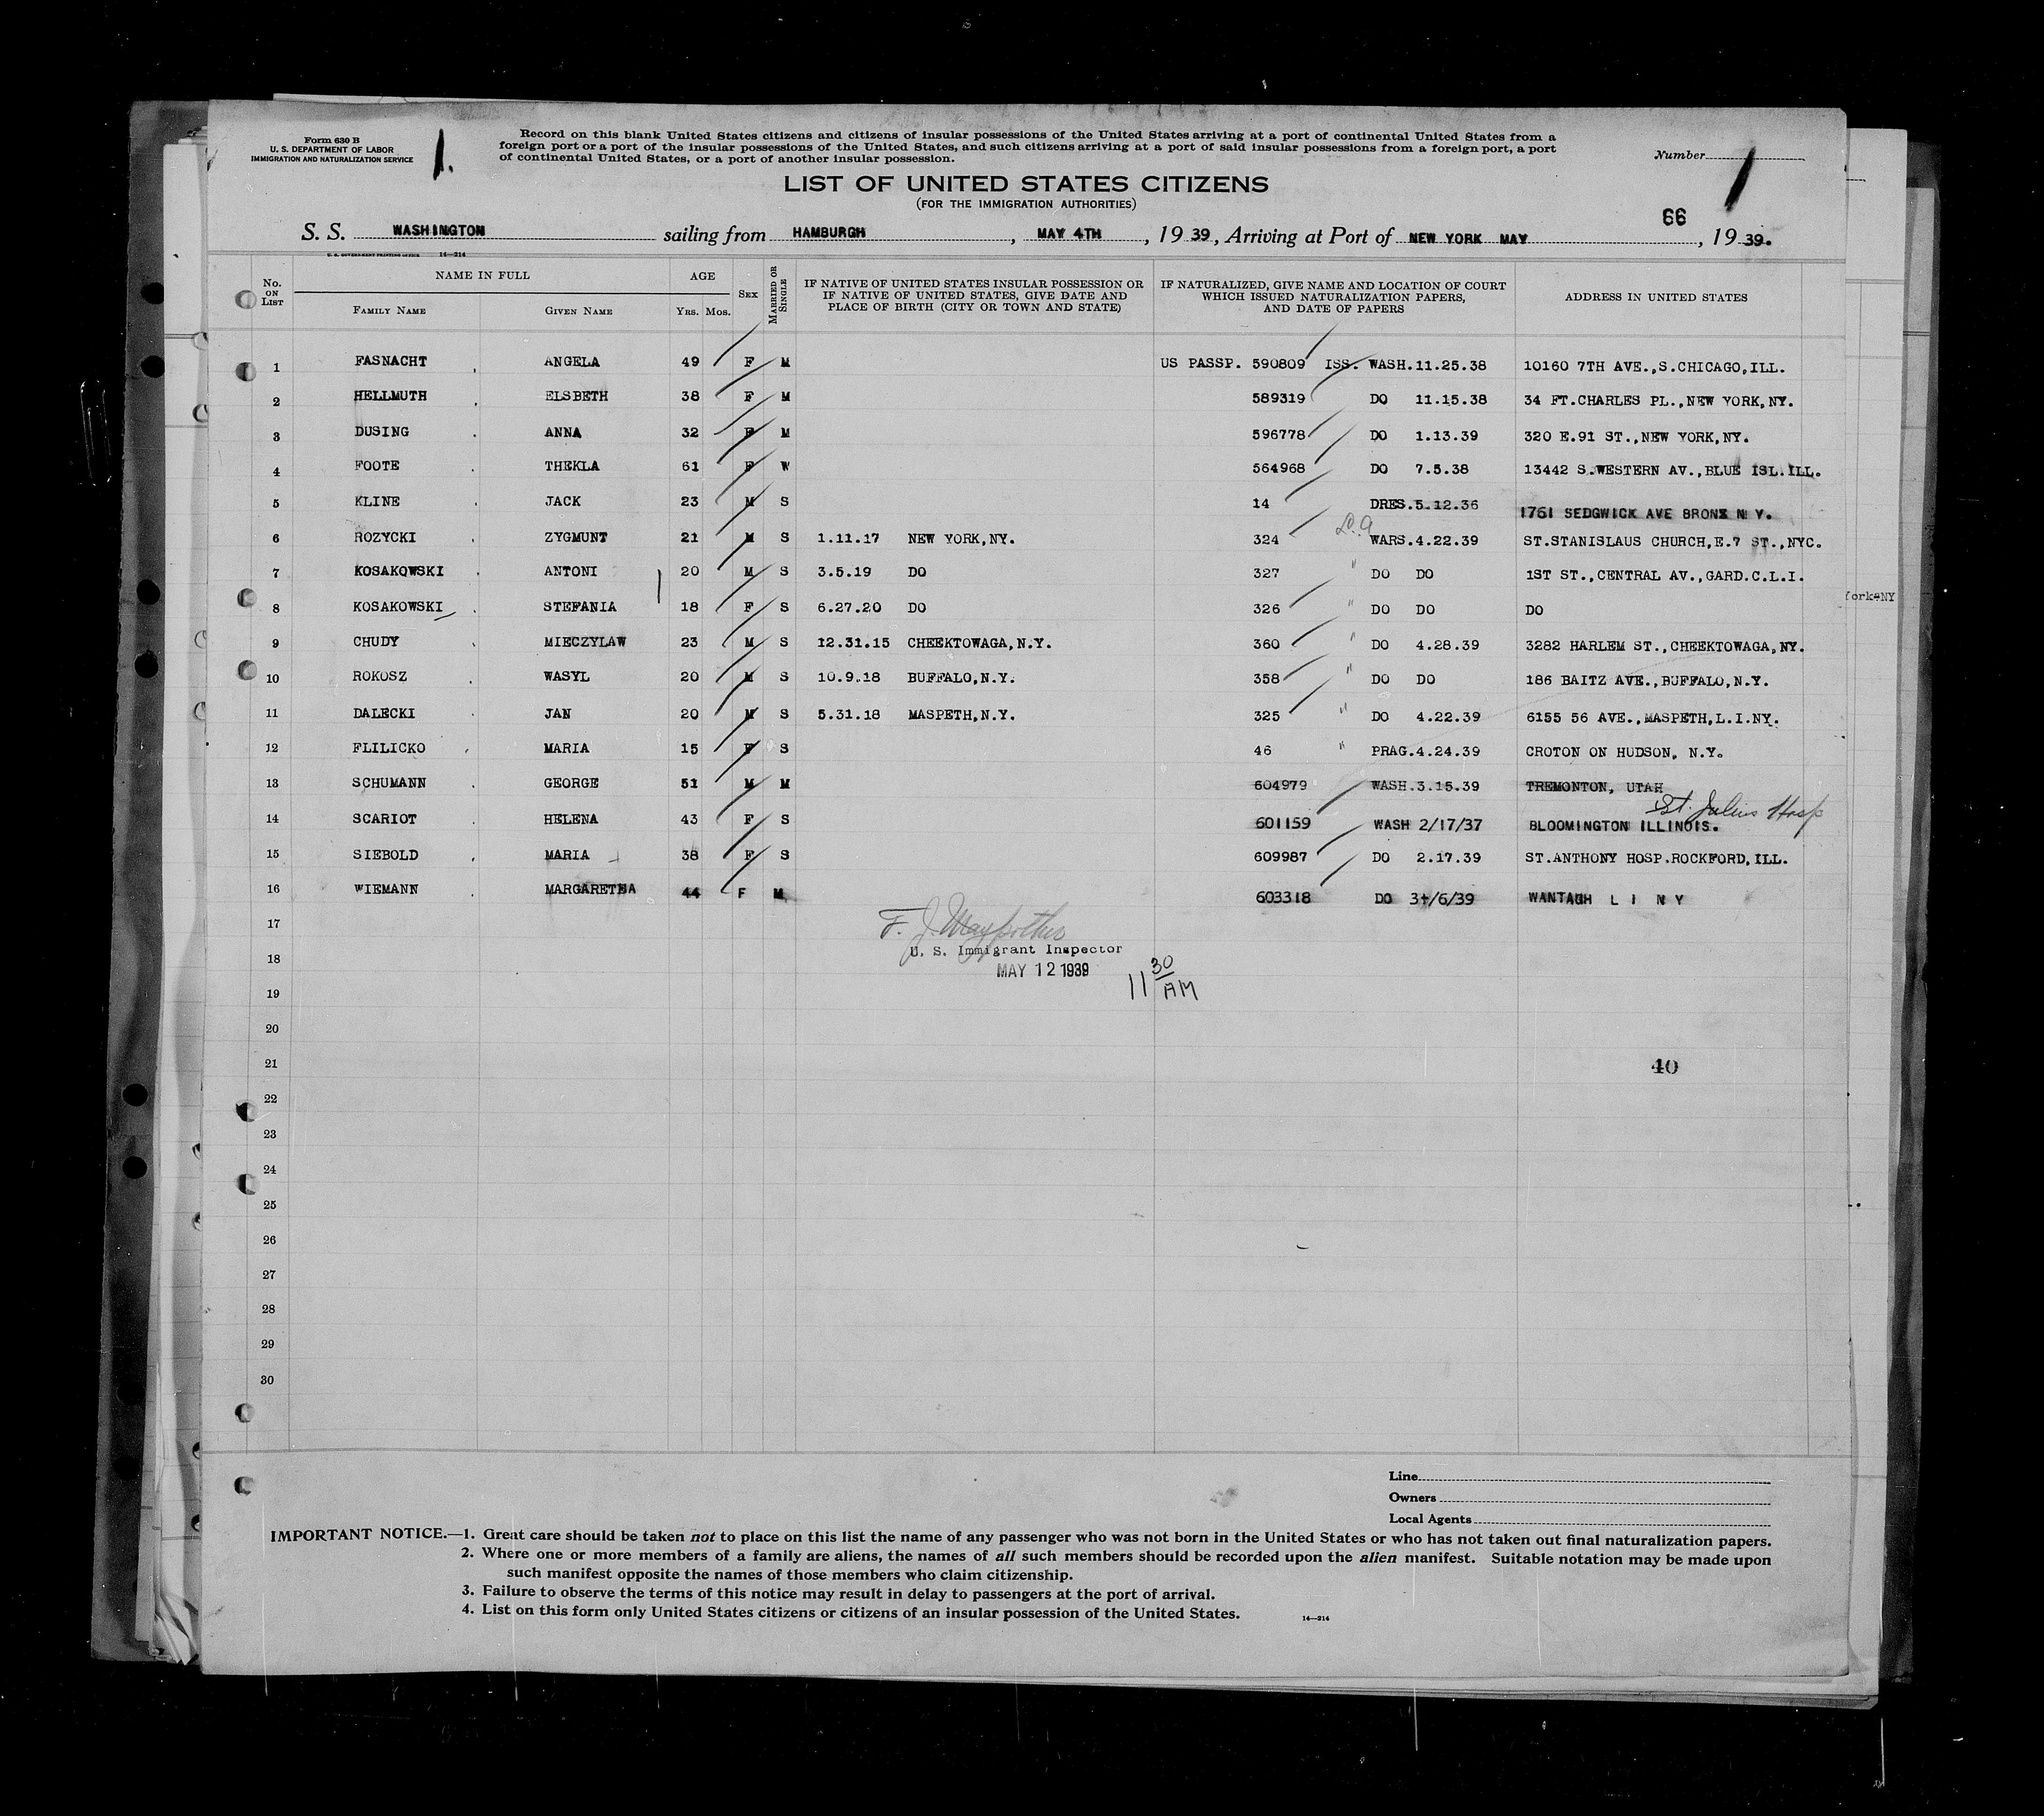 Form 630 B
U. S. DEPARTMENT OF LABOR
IMMIGRATION AND NATURALIZATION SERVICE
1.
Record on this blank United States citizens and citizens of insular possessions of the United States arriving at a port of continental United States from a
foreign port or a port of the insular possessions of the United States, and such citizens arriving at a port of said insular possessions from a foreign port, a port
of continental United States, or a port of another insular possession.
Number 1
LIST OF UNITED STATES CITIZENS
(FOR THE IMMIGRATION AUTHORITIES)
66
S. S. WASHINGTON sailing from HAMBURGH, MAY 4TH, 19 39, Arriving at Port of NEW YORK MAY, 19 39.
U. S. GOVERNMENT PRINTING OFFICE 14—214
No. ON LIST NAME IN FULL FAMILY NAME GIVEN NAME AGE YRS. MOS. SEX MARRIED OR SINGLE IF NATIVE OF UNITED STATES INSULAR POSSESSION OR IF NATIVE OF UNITED STATES, GIVE DATE AND PLACE OF BIRTH (CITY OR TOWN AND STATE) IF NATURALIZED, GIVE NAME AND LOCATION OF COURT WHICH ISSUED NATURALIZATION PAPERS, AND DATE OF PAPERS ADDRESS IN UNITED STATES
1 FASNACHT, ANGELA 49 F M US PASSP. 590809 ISS. WASH.11.25.38 10160 7TH AVE.,S.CHICAGO,ILL.
2 HELLMUTH, ELSBETH 38 F M 589319 DO 11.15.38 34 FT.CHARLES PL.,NEW YORK,NY.
3 DUSING . ANNA 32 F M 596778 DO 1.13.39 320 E.91 ST.,NEW YORK,NY.
4 FOOTE . THEKLA 61 F W 564968 DO 7.5.38 13442 S.WESTERN AV.,BLUE ISL.ILL.
5 KLINE . JACK 23 M S 14 DRES.5.12.36 1761 SEDGWICK AVE BRONX N Y.
6 ROZYCKI . ZYGMUNT 21 M S 1.11.17 NEW YORK,NY. 324 WARS.4.22.39 ST.STANISLAUS CHURCH,E.7 ST.,NYC.
7 KOSAKOWSKI . ANTONI 20 M S 3.5.19 DO 327 " DO DO 1ST ST.,CENTRAL AV.,GARD.C.L.I.
8 KOSAKOWSKI . STEFANIA 18 F S 6.27.20 DO 326 " DO DO DO
9 CHUDY MIECZYLAW 23 M S 12.31.15 CHEEKTOWAGA,N.Y. 360 " DO 4.28.39 3282 HARLEM ST.,CHEEKTOWAGA,NY.
10 ROKOSZ . WASYL 20 M S 10.9.18 BUFFALO,N.Y. 358 " DO DO 186 BAITZ AVE.,BUFFALO,N.Y.
11 DALECKI . JAN 20 M S 5.31.18 MASPETH,N.Y. 325 " DO 4.22.39 6155 56 AVE.,MASPETH,L.I.NY.
12 FLILICKO , MARIA 15 F S 46 " PRAG.4.24.39 CROTON ON HUDSON, N.Y.
13 SCHUMANN . GEORGE 51 M M 604979 WASH.3.15.39 TREMONTON, UTAH
St. Julius Hosp
14 SCARIOT . HELENA 43 F S 601159 WASH 2/17/37 BLOOMINGTON ILLINOIS.
15 SIEBOLD , MARIA 38 F S 609987 DO 2.17.39 ST.ANTHONY HOSP.ROCKFORD,ILL.
16 WIEMANN . MARGARETHA 44 F M 603318 DO 3+/6/39 WANTAGH L I N Y
17
F. J.
U. S. Immigrant Inspector
18
MAY 12 1939
11 30 AM
19
20
21
40
22
23
24
25
26
27
28
29
30
York NY
Line
Owners
Local Agents
IMPORTANT NOTICE.—1. Great care should be taken not to place on this list the name of any passenger who was not born in the United States or who has not taken out final naturalization papers.
2. Where one or more members of a family are aliens, the names of all such members should be recorded upon the alien manifest. Suitable notation may be made upon
such manifest opposite the names of those members who claim citizenship.
3. Failure to observe the terms of this notice may result in delay to passengers at the port of arrival.
4. List on this form only United States citizens or citizens of an insular possession of the United States.
14—214